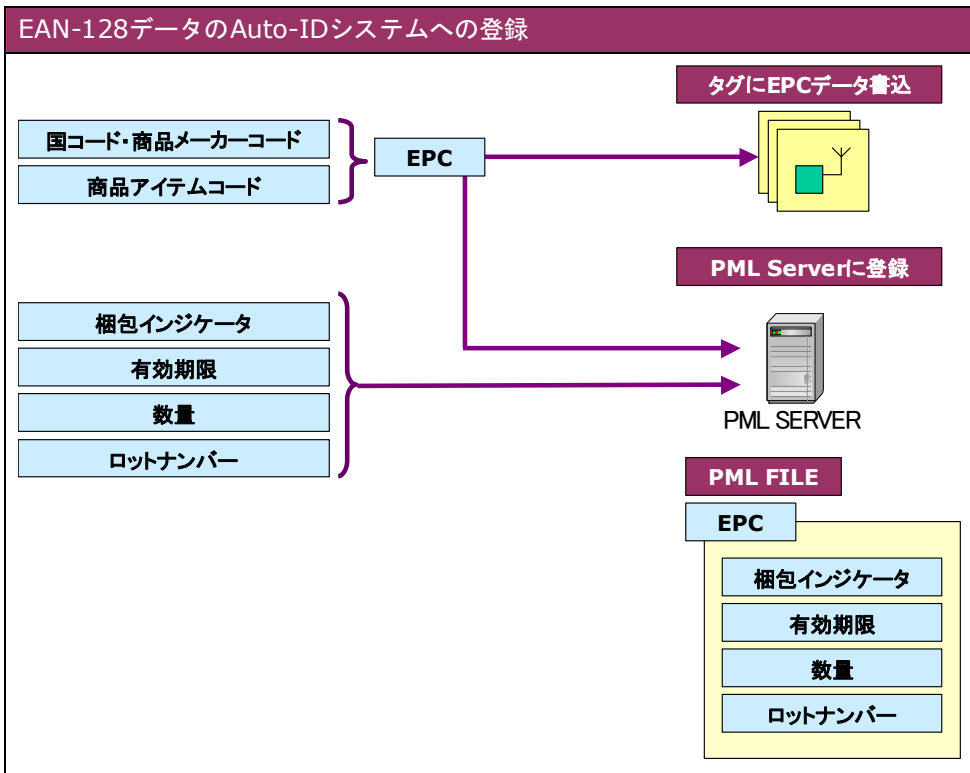 EAN-128データのAuto-IDシステムへの登録
タグにEPCデータ書込
国コード・商品メーカーコード
商品アイテムコード
EPC
PML Serverに登録
梱包インジケータ
有効期限
数量
ロットナンバー
PML SERVER
PML FILE
EPC
梱包インジケータ
有効期限
数量
ロットナンバー